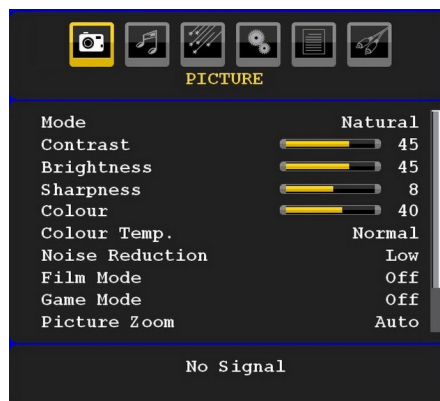 PICTURE
Mode Natural
Contrast 45
Brightness 45
Sharpness 8
Colour 40
Colour Temp. Normal
Noise Reduction Low
Film Mode Off
Game Mode Off
Picture Zoom Auto
No Signal